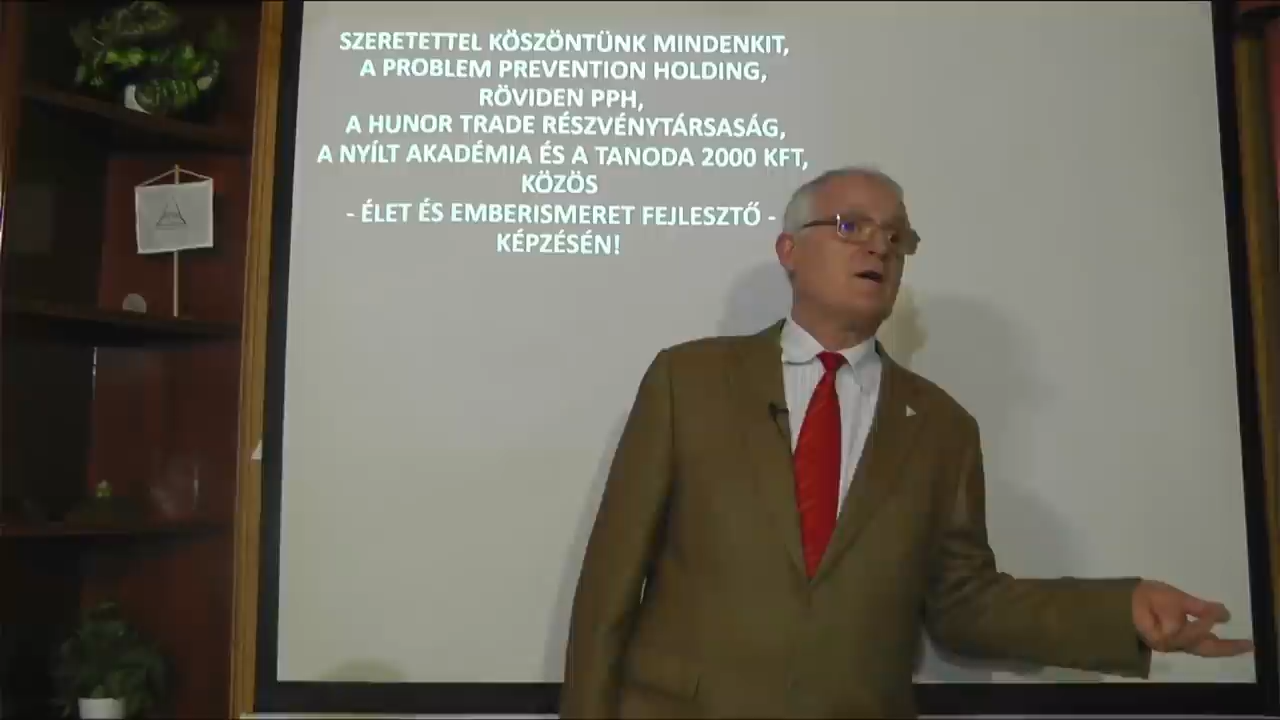 SZERETETTEL KÖSZÖNTÜNK MINDENKIT,
A PROBLEM PREVENTION HOLDING,
RÖVIDEN PPH,
A HUNOR TRADE RÉSZVÉNYTÁRSASÁG,
A NYÍLT AKADÉMIA ÉS A TANODA 2000 KFT,
KÖZÖS
- ÉLET ÉS EMBERISMERET FEJLESZTŐ -
KÉPZÉSÉN!